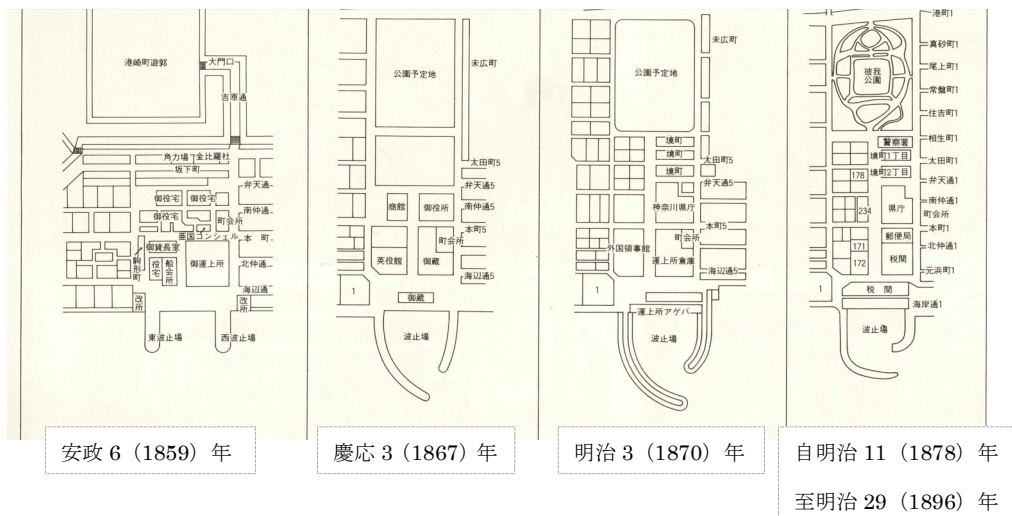 港崎町遊郭
大門口
吉原通
角力場
金比羅社
坂下町
弁天通
御役宅
御役宅
南仲通
御役宅
町会所
亜国コンシェル
本町
御貸長室
駒形町
役宅
船会所
御運上所
北仲通
海辺通
改所
改所
東波止場
西波止場
安政 6（1859）年
公園予定地
末広町
太田町5
弁天通5
商館
御役所
南仲通5
本町5
町会所
英役館
御蔵
海辺5
1
御蔵
波止場
慶応 3（1867）年
公園予定地
末広町
境町
境町
太田町5
境町
弁天通5
神奈川県庁
本町5
町会所
外国領事館
運上所倉庫
海辺通5
1
運上所アゲバ
波止場
明治 3（1870）年
港町1
真砂町1
彼我公園
尾上町1
常盤町1
住吉町1
相生町1
警察署
境町1丁目
太田町1
178
境町2丁目
弁天通1
県庁
南仲通1
234
町会所
本町1
171
郵便局
北仲通1
172
税関
元浜町1
1
税関
海岸通1
波止場
自明治 11（1878）年
至明治 29（1896）年